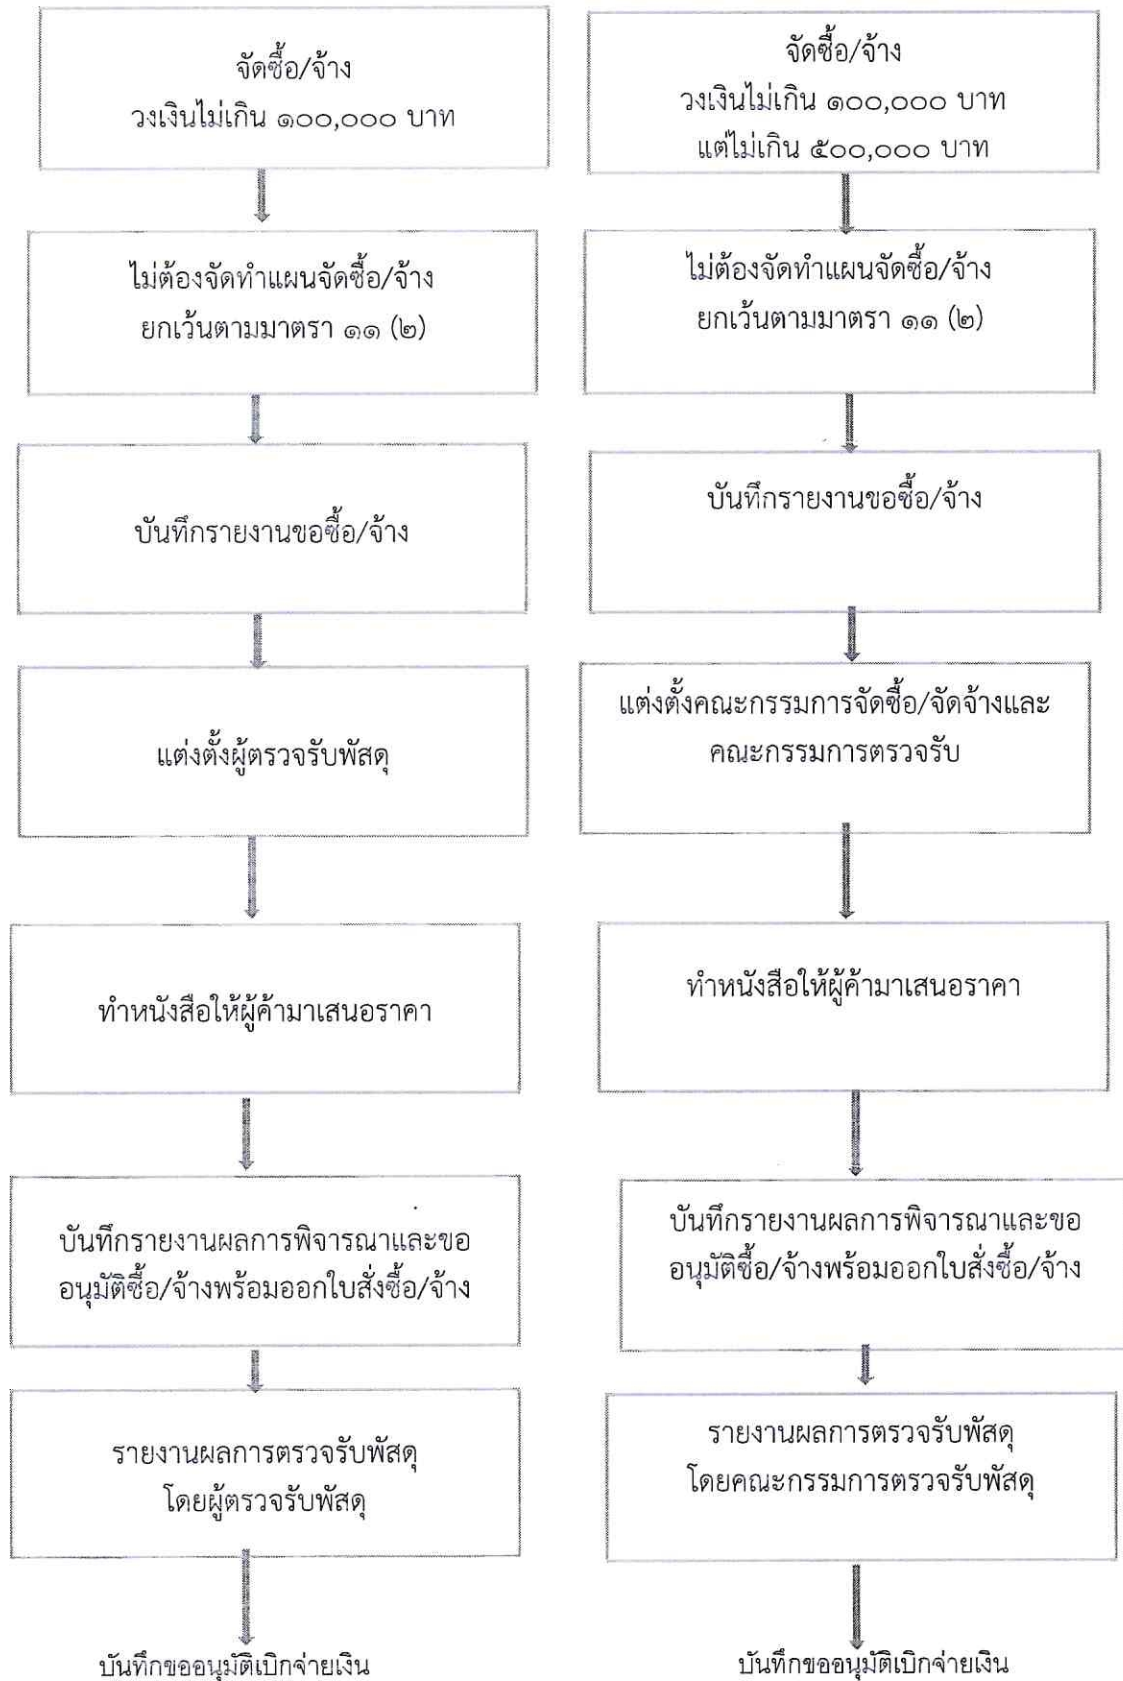 จัดซื้อ/จ้าง
วงเงินไม่เกิน ๑๐๐,๐๐๐ บาท
ไม่ต้องจัดทำแผนจัดซื้อ/จ้าง
ยกเว้นตามมาตรา ๑๑ (๒)
บันทึกรายงานขอซื้อ/จ้าง
แต่งตั้งผู้ตรวจรับพัสดุ
ทำหนังสือให้ผู้ค้ามาเสนอราคา
บันทึกรายงานผลการพิจารณาและขอ
อนุมัติซื้อ/จ้างพร้อมออกใบสั่งซื้อ/จ้าง
รายงานผลการตรวจรับพัสดุ
โดยผู้ตรวจรับพัสดุ
บันทึกขออนุมัติเบิกจ่ายเงิน
จัดซื้อ/จ้าง
วงเงินไม่เกิน ๑๐๐,๐๐๐ บาท
แต่ไม่เกิน ๕๐๐,๐๐๐ บาท
ไม่ต้องจัดทำแผนจัดซื้อ/จ้าง
ยกเว้นตามมาตรา ๑๑ (๒)
บันทึกรายงานขอซื้อ/จ้าง
แต่งตั้งคณะกรรมการจัดซื้อ/จัดจ้างและ
คณะกรรมการตรวจรับ
ทำหนังสือให้ผู้ค้ามาเสนอราคา
บันทึกรายงานผลการพิจารณาและขอ
อนุมัติซื้อ/จ้างพร้อมออกใบสั่งซื้อ/จ้าง
รายงานผลการตรวจรับพัสดุ
โดยคณะกรรมการตรวจรับพัสดุ
บันทึกขออนุมัติเบิกจ่ายเงิน